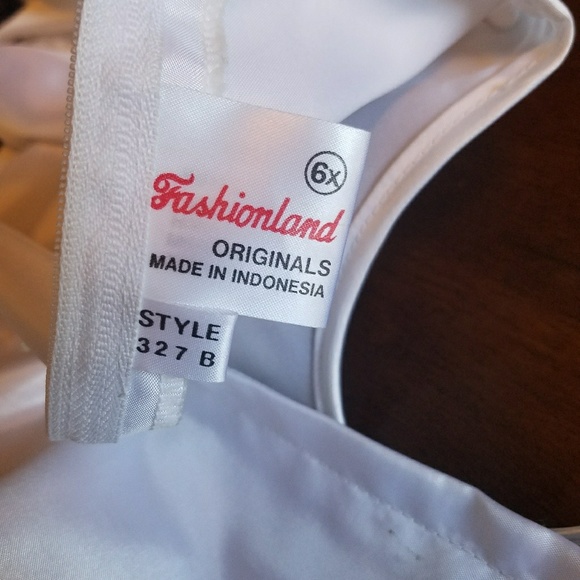 6x
Fashionland
ORIGINALS
MADE IN INDONESIA
STYLE
327 B